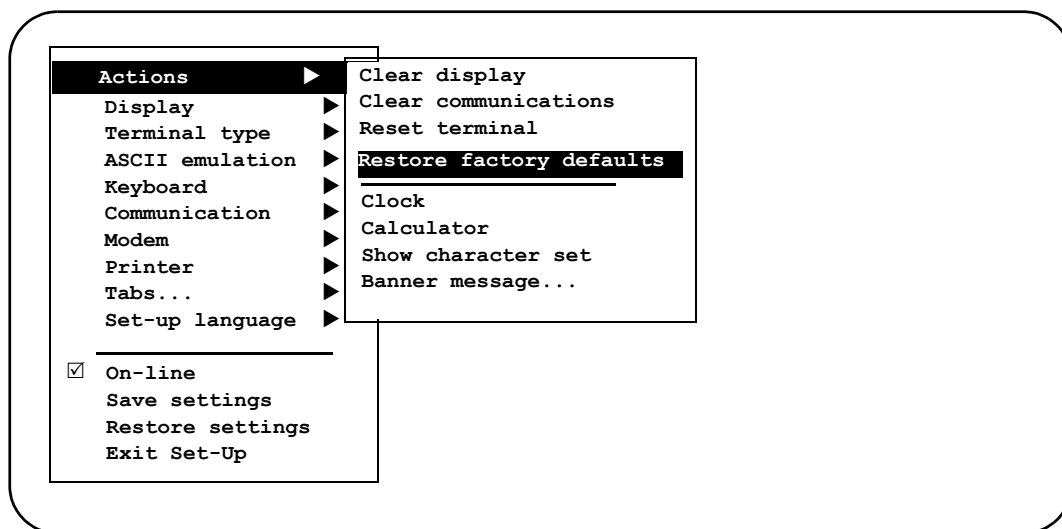 Actions
Display
Terminal type
ASCII emulation
Keyboard
Communication
Modem
Printer
Tabs...
Set-up language
On-line
Save settings
Restore settings
Exit Set-Up
Clear display
Clear communications
Reset terminal
Restore factory defaults
Clock
Calculator
Show character set
Banner message...